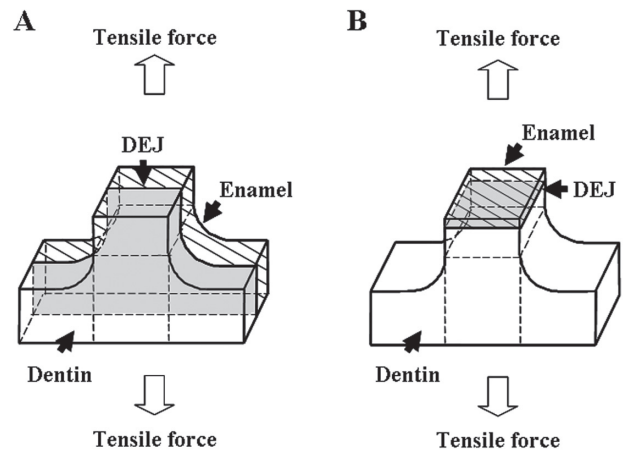 A
Tensile force
DEJ
Enamel
Dentin
Tensile force
B
Tensile force
Enamel
DEJ
Dentin
Tensile force